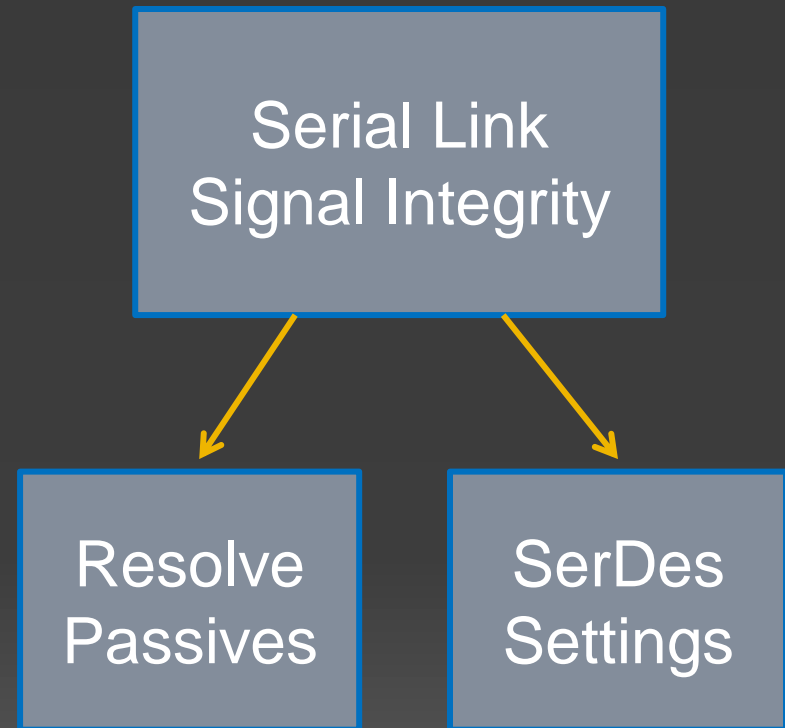 Serial Link
Signal Integrity
Resolve
Passives
SerDes
Settings